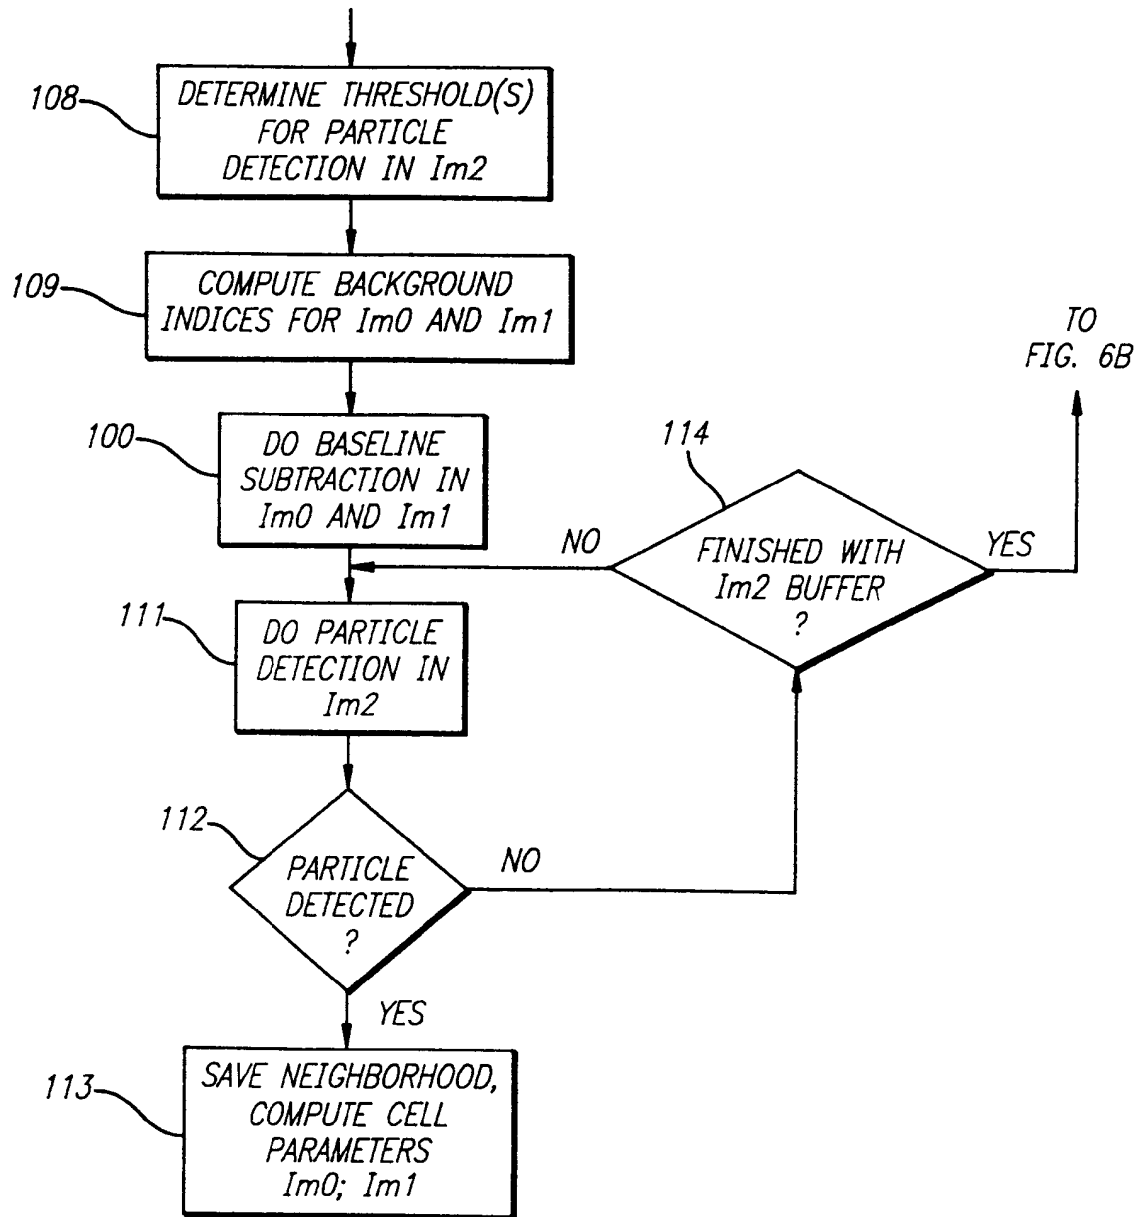 108
DETERMINE THRESHOLD(S)
FOR PARTICLE
DETECTION IN Im2
109
COMPUTE BACKGROUND
INDICES FOR Im0 AND Im1
TO
FIG. 6B
100
DO BASELINE
SUBTRACTION IN
Im0 AND Im1
114
NO
FINISHED WITH
Im2 BUFFER
?
YES
111
DO PARTICLE
DETECTION IN
Im2
112
PARTICLE
DETECTED
?
NO
YES
113
SAVE NEIGHBORHOOD,
COMPUTE CELL
PARAMETERS
Im0; Im1